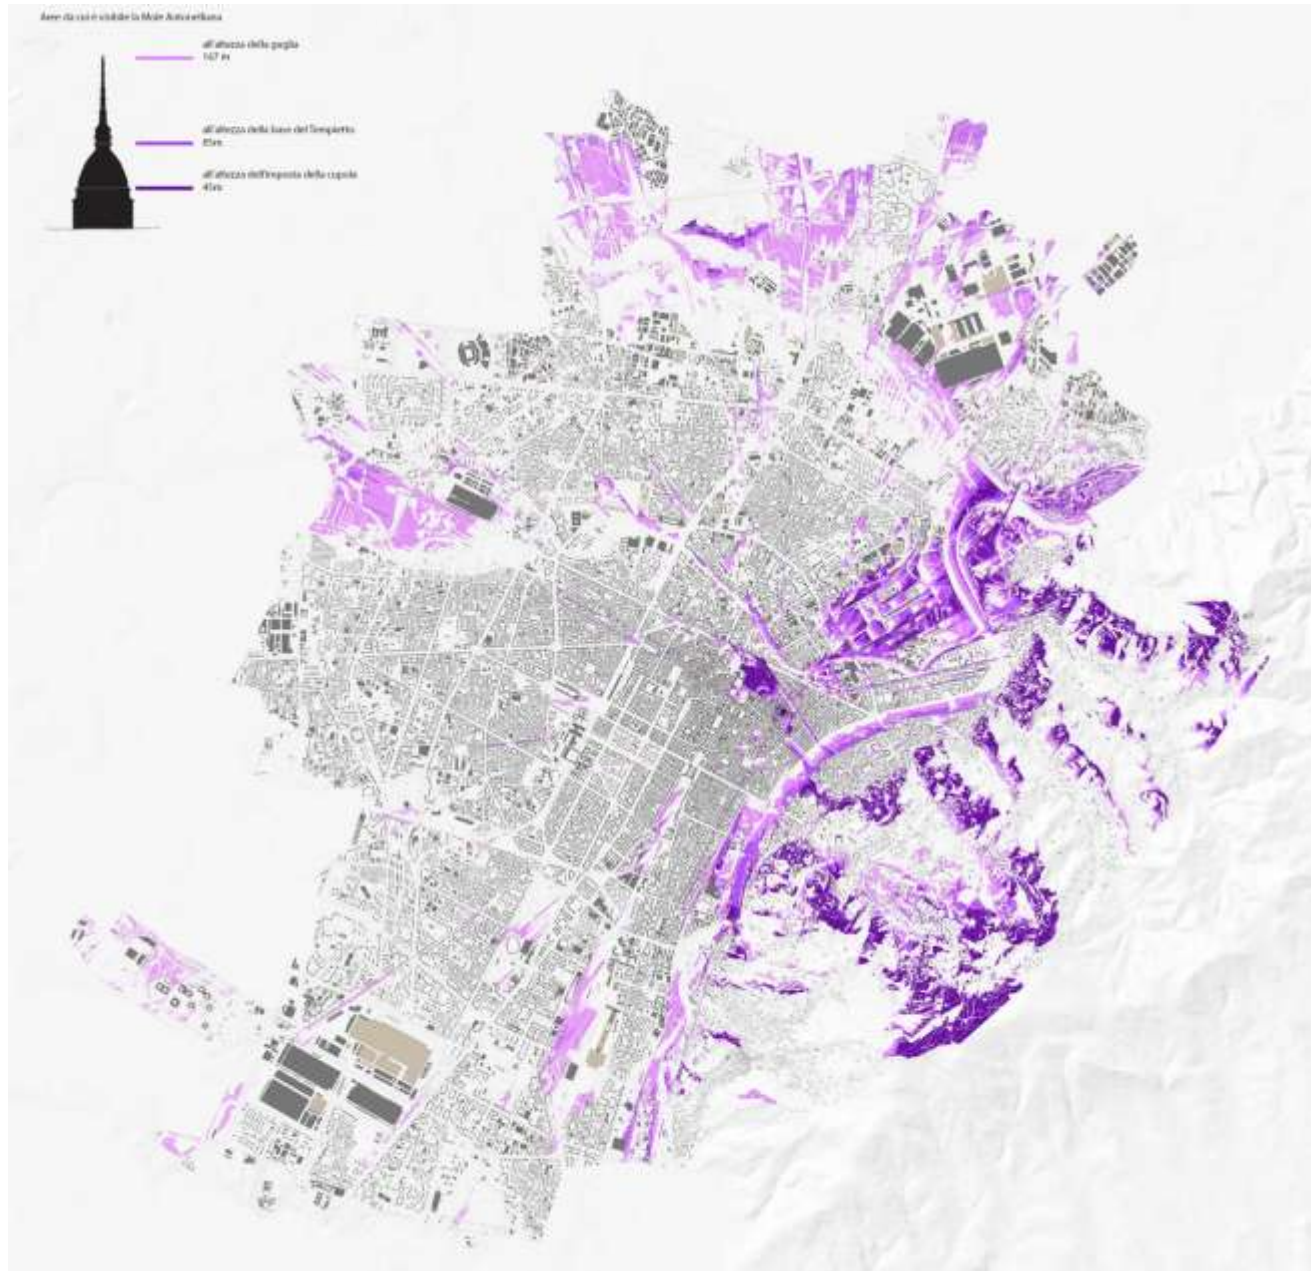 Aree da cui è visibile la Mole Antonelliana
all'altezza della guglia
167 m
all'altezza della base del Tempietto
85m
all'altezza dell'imposta della cupola
45m